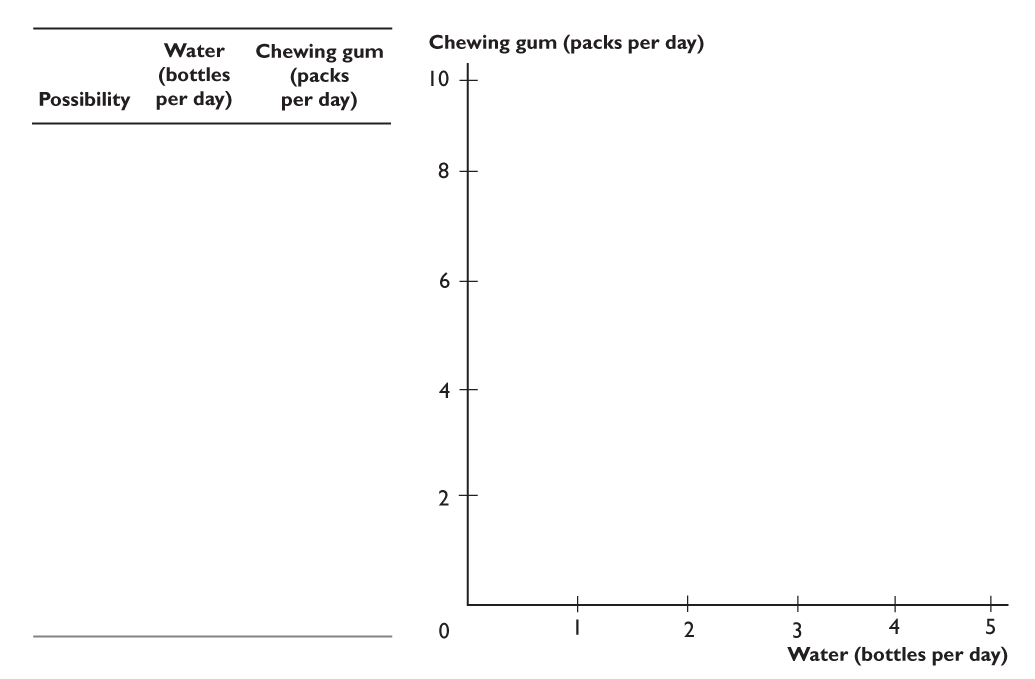 Water
(bottles
per day)
Chewing gum
(packs
per day)
Possibility
Chewing gum (packs per day)
10
8
6
4
2
0
1
2
3
4
5
Water (bottles per day)